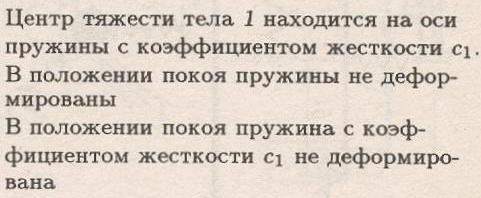 Центр тяжести тела 1 находится на оси
пружины с коэффициентом жесткости c₁.
В положении покоя пружины не дефор-
мированы
В положении покоя пружина с коэф-
фициентом жесткости c₁ не деформиро-
вана